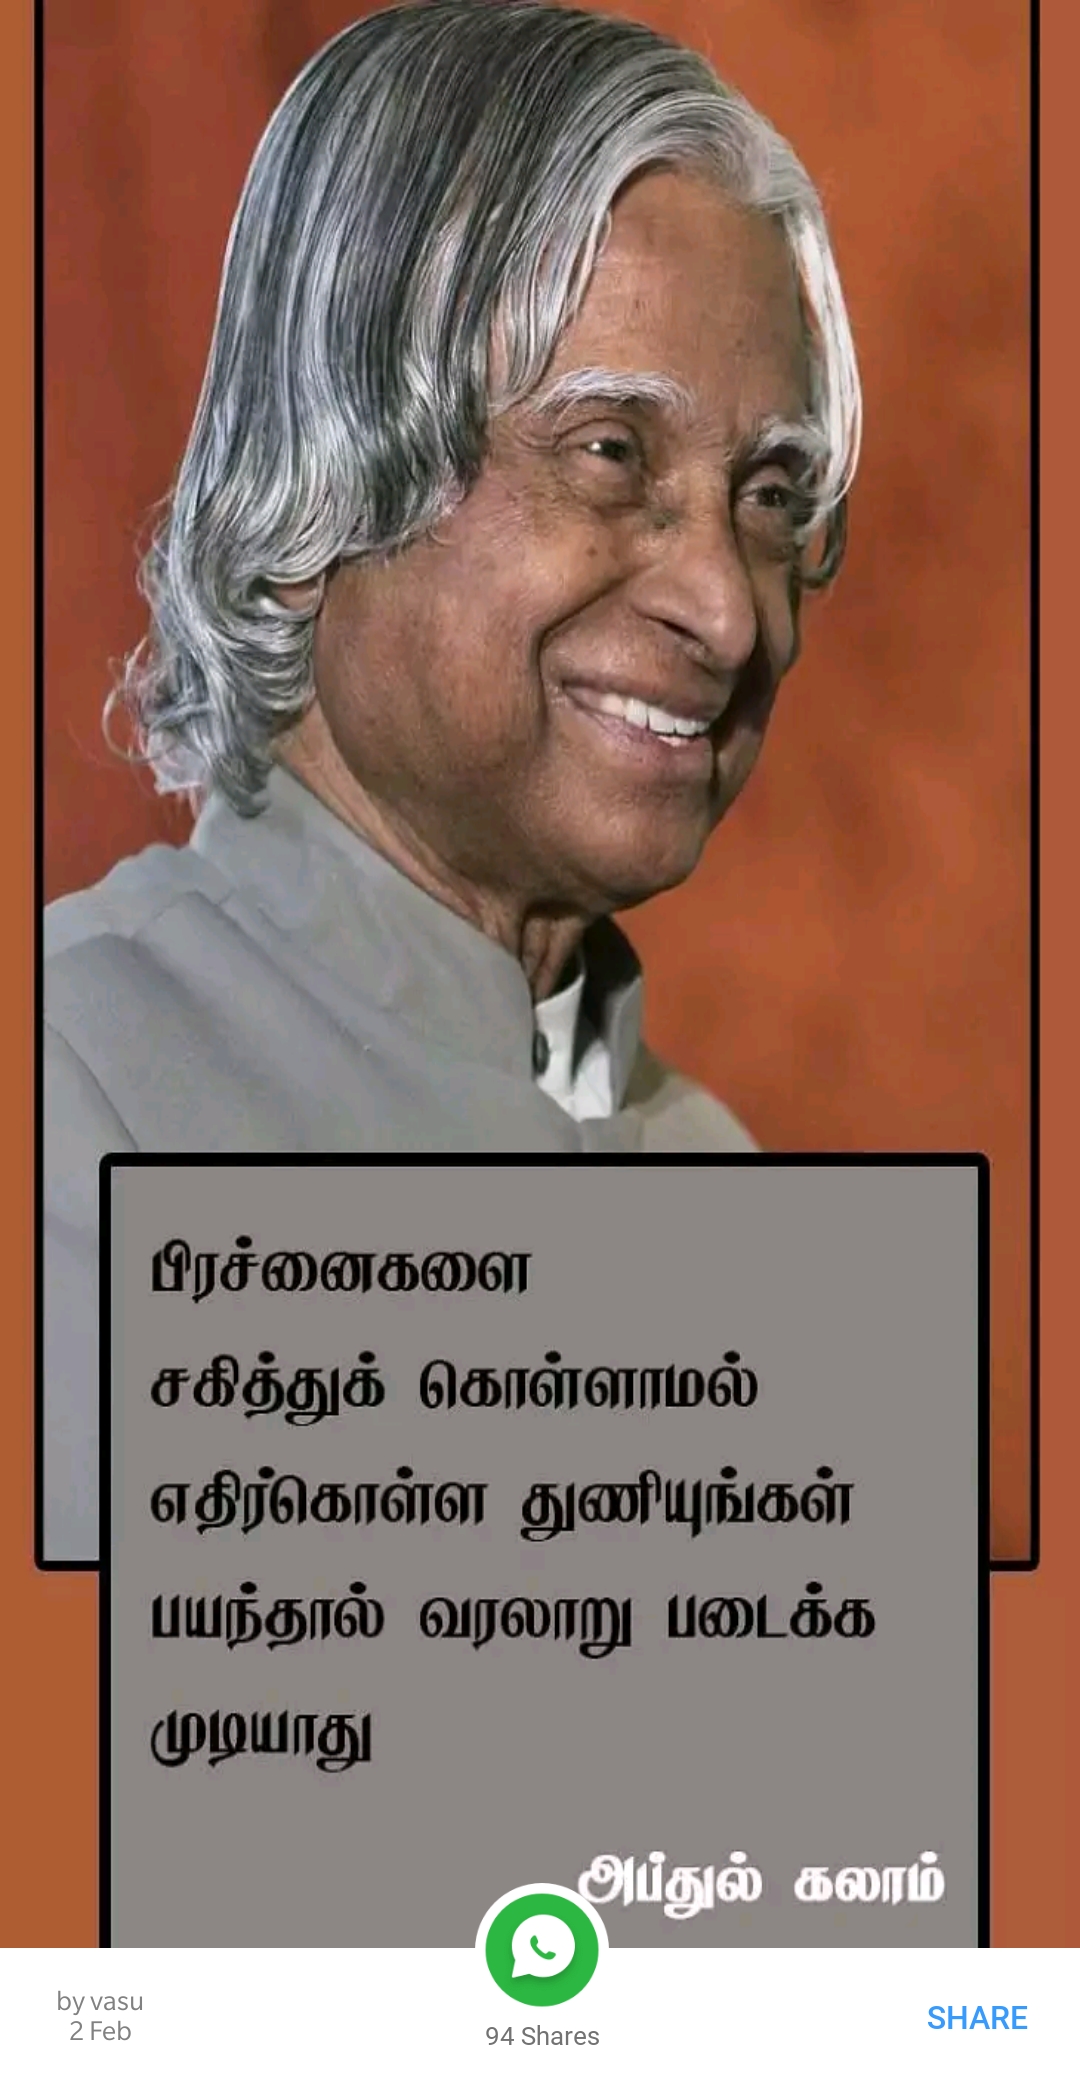 பிரச்னைகளை
சகித்துக் கொள்ளாமல்
எதிர்கொள்ள துணியுங்கள்
பயந்தால் வரலாறு படைக்க
முடியாது
அப்துல் கலாம்
by vasu
2 Feb
94 Shares
SHARE